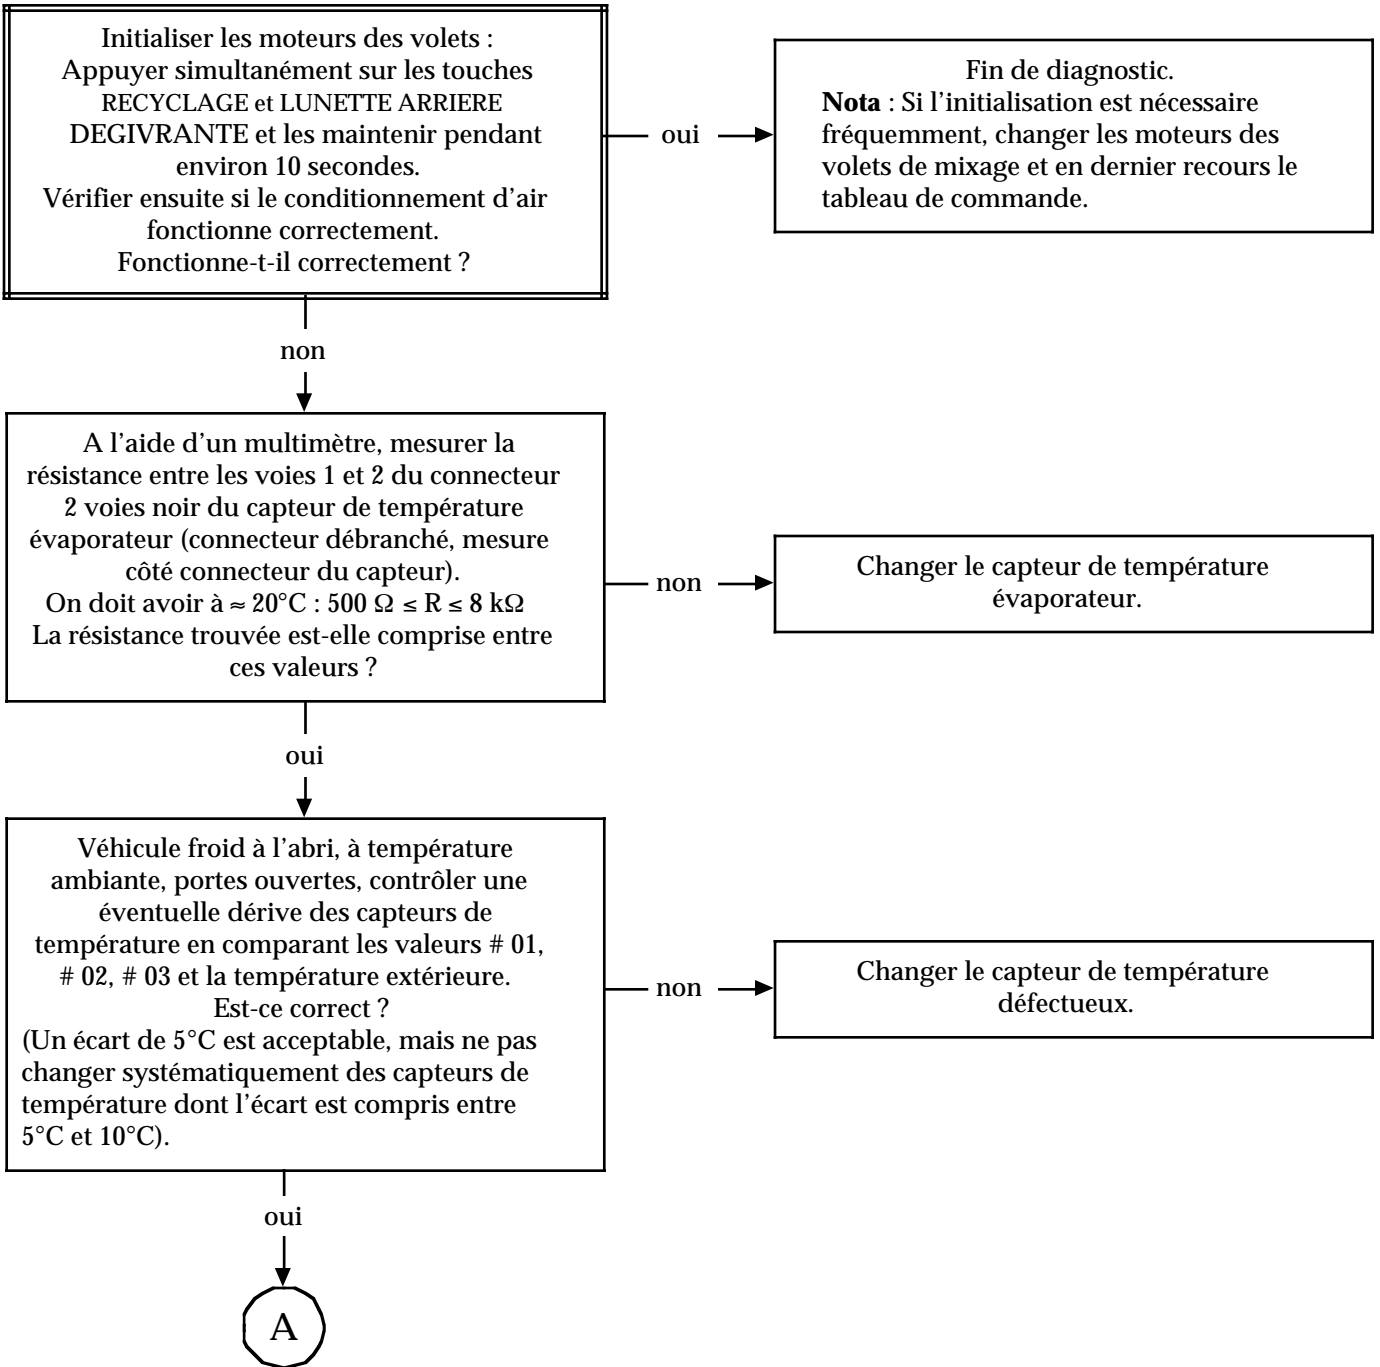 Initialiser les moteurs des volets :
Appuyer simultanément sur les touches
RECYCLAGE et LUNETTE ARRIERE
DEGIVRANTE et les maintenir pendant
environ 10 secondes.
Vérifier ensuite si le conditionnement d'air
fonctionne correctement.
Fonctionne-t-il correctement ?
oui
Fin de diagnostic.
Nota : Si l'initialisation est nécessaire
fréquemment, changer les moteurs des
volets de mixage et en dernier recours le
tableau de commande.
non
A l'aide d'un multimètre, mesurer la
résistance entre les voies 1 et 2 du connecteur
2 voies noir du capteur de température
évaporateur (connecteur débranché, mesure
côté connecteur du capteur).
On doit avoir à ≈ 20°C : 500 Ω ≤ R ≤ 8 kΩ
La résistance trouvée est-elle comprise entre
ces valeurs ?
non
Changer le capteur de température
évaporateur.
oui
Véhicule froid à l'abri, à température
ambiante, portes ouvertes, contrôler une
éventuelle dérive des capteurs de
température en comparant les valeurs # 01,
# 02, # 03 et la température extérieure.
Est-ce correct ?
(Un écart de 5°C est acceptable, mais ne pas
changer systématiquement des capteurs de
température dont l'écart est compris entre
5°C et 10°C).
non
Changer le capteur de température
défectueux.
oui
A